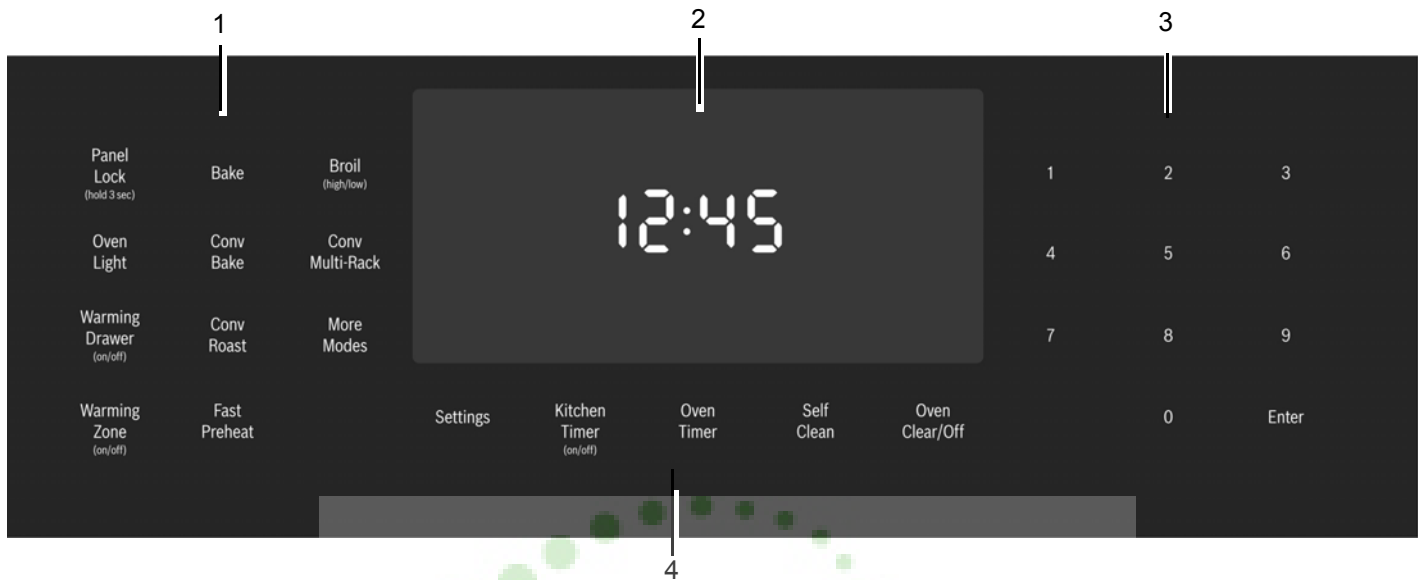 1
2
3
Panel
Lock
(hold 3 sec)
Bake
Broil
(high/low)
Oven
Light
Conv
Bake
Conv
Multi-Rack
Warming
Drawer
(on/off)
Conv
Roast
More
Modes
Warming
Zone
(on/off)
Fast
Preheat
12:45
Settings
Kitchen
Timer
(on/off)
Oven
Timer
Self
Clean
Oven
Clear/Off
1 2 3
4 5 6
7 8 9
0 Enter
4